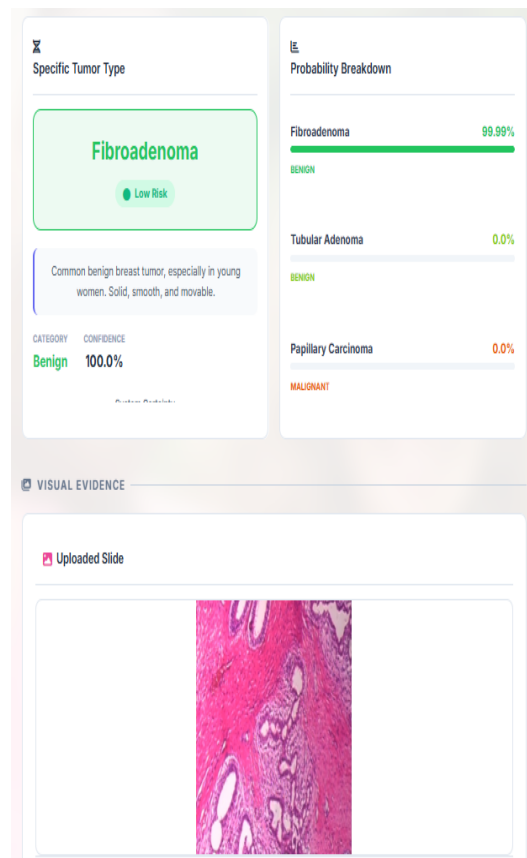 Specific Tumor Type
Fibroadenoma
Low Risk
Common benign breast tumor, especially in young
women. Solid, smooth, and movable.
CATEGORY CONFIDENCE
Benign 100.0%
Probability Breakdown
Fibroadenoma 99.99%
BENIGN
Tubular Adenoma 0.0%
BENIGN
Papillary Carcinoma 0.0%
MALIGNANT
VISUAL EVIDENCE
Uploaded Slide